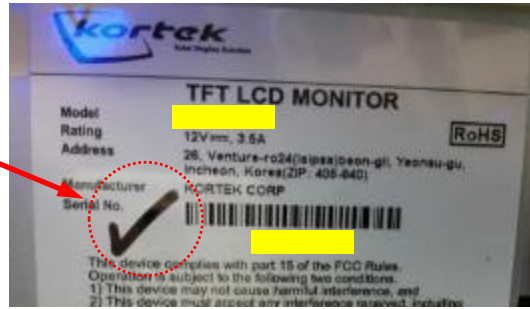 kortek
Total Display Solution
TFT LCD MONITOR
Model
Rating 12V 3.5A
RoHS
Address 26, Venture-ro24(isipsa)beon-gil, Yeonsu-gu,
Incheon, Korea(ZIP: 406-840)
Manufacturer KORTEK CORP
Serial No.
This device complies with part 15 of the FCC Rules.
Operation is subject to the following two conditions.
1) This device may not cause harmful interference, and
2) This device must accept any interference received, including